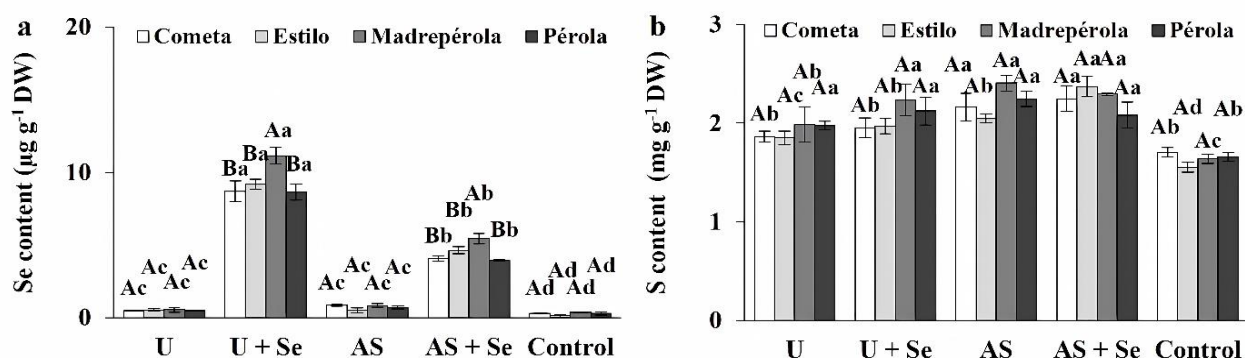 a
Se content (µg g⁻¹ DW)
20
10
0
Cometa Estilo Madrepérola Pérola
Ac Ac Ac Ac
Ba Ba Aa Ba
Ac Ac Ac Ac
Bb Bb Ab Bb
Ad Ad Ad Ad
U U + Se AS AS + Se Control
b
S content (mg g⁻¹ DW)
3
2
1
0
Cometa Estilo Madrepérola Pérola
Ab Ac Ab Aa
Ab Ab Aa Aa
Aa Ab Aa Aa
Aa Aa Aa Aa
Ab Ad Ac Ab
U U + Se AS AS + Se Control